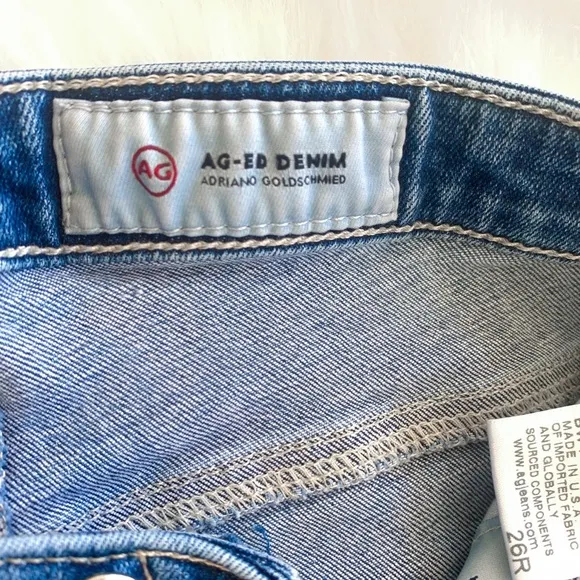 AG
AG-ED DENIM
ADRIANO GOLDSCHMIED
MADE IN U.S.A
OF IMPORTED FABRIC
AND GLOBALLY
SOURCED COMPONENTS
www.agjeans.com
26R